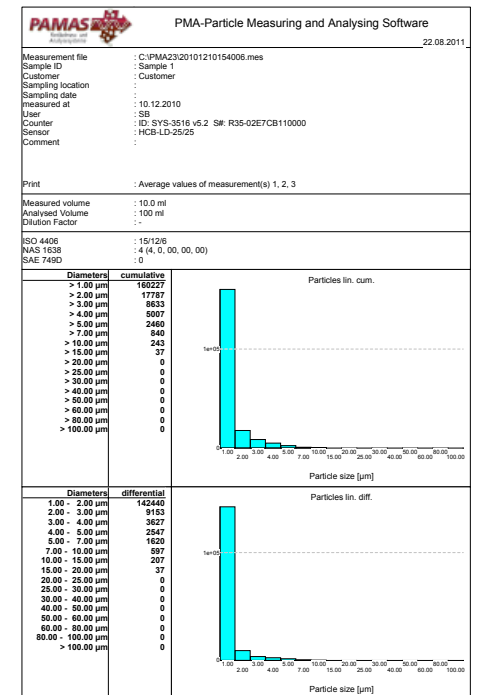 PAMAS
Partikelmess- und
Analysesysteme
PMA-Particle Measuring and Analysing Software
22.08.2011
Measurement file : C:\PMA23\20101210154006.mes
Sample ID : Sample 1
Customer : Customer
Sampling location :
Sampling date :
measured at : 10.12.2010
User : SB
Counter : ID: SYS-3516 v5.2 S#: R35-02E7CB110000
Sensor : HCB-LD-25/25
Comment :
Print : Average values of measurement(s) 1, 2, 3
Measured volume : 10.0 ml
Analysed Volume : 100 ml
Dilution Factor : -
ISO 4406 : 15/12/6
NAS 1638 : 4 (4, 0, 00, 00, 00)
SAE 749D : 0
Diameters cumulative
> 1.00 µm 160227
> 2.00 µm 17787
> 3.00 µm 8633
> 4.00 µm 5007
> 5.00 µm 2460
> 7.00 µm 840
> 10.00 µm 243
> 15.00 µm 37
> 20.00 µm 0
> 25.00 µm 0
> 30.00 µm 0
> 40.00 µm 0
> 50.00 µm 0
> 60.00 µm 0
> 80.00 µm 0
> 100.00 µm 0
Particles lin. cum.
1e+05
0
1.00 3.00 5.00 10.00 20.00 30.00 50.00 80.00
2.00 4.00 7.00 15.00 25.00 40.00 60.00 100.00
Particle size [µm]
Diameters differential
1.00 - 2.00 µm 142440
2.00 - 3.00 µm 9153
3.00 - 4.00 µm 3627
4.00 - 5.00 µm 2547
5.00 - 7.00 µm 1620
7.00 - 10.00 µm 597
10.00 - 15.00 µm 207
15.00 - 20.00 µm 37
20.00 - 25.00 µm 0
25.00 - 30.00 µm 0
30.00 - 40.00 µm 0
40.00 - 50.00 µm 0
50.00 - 60.00 µm 0
60.00 - 80.00 µm 0
80.00 - 100.00 µm 0
> 100.00 µm 0
Particles lin. diff.
1e+05
0
1.00 3.00 5.00 10.00 20.00 30.00 50.00 80.00
2.00 4.00 7.00 15.00 25.00 40.00 60.00 100.00
Particle size [µm]